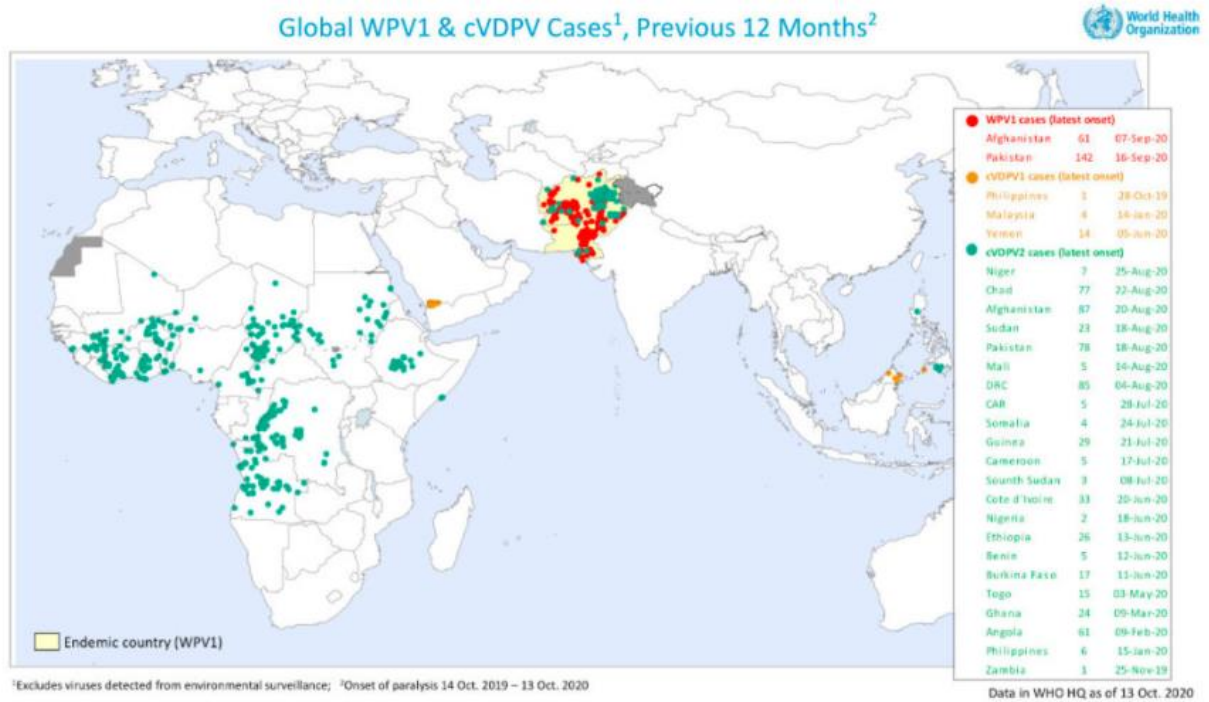 Global WPV1 & cVDPV Cases¹, Previous 12 Months²
World Health
Organization
WPV1 cases (latest onset)
Afghanistan 61 07-Sep-20
Pakistan 142 16-Sep-20
cVDPV1 cases (latest onset)
Philippines 1 28-Oct-19
Malaysia 4 14-Jan-20
Yemen 14 05-Jun-20
cVDPV2 cases (latest onset)
Niger 7 25-Aug-20
Chad 77 22-Aug-20
Afghanistan 87 20-Aug-20
Sudan 23 18-Aug-20
Pakistan 78 18-Aug-20
Mali 5 14-Aug-20
DRC 85 04-Aug-20
CAR 5 28-Jul-20
Somalia 4 24-Jul-20
Guinea 29 21-Jul-20
Cameroon 5 17-Jul-20
Sounth Sudan 3 08-Jul-20
Cote d'Ivoire 33 20-Jun-20
Nigeria 2 18-Jun-20
Ethiopia 26 13-Jun-20
Benin 5 12-Jun-20
Burkina Faso 17 11-Jun-20
Togo 15 03-May-20
Ghana 24 09-Mar-20
Angola 61 09-Feb-20
Philippines 6 15-Jan-20
Zambia 1 25-Nov-19
Endemic country (WPV1)
¹Excludes viruses detected from environmental surveillance; ²Onset of paralysis 14 Oct. 2019 – 13 Oct. 2020
Data in WHO HQ as of 13 Oct. 2020